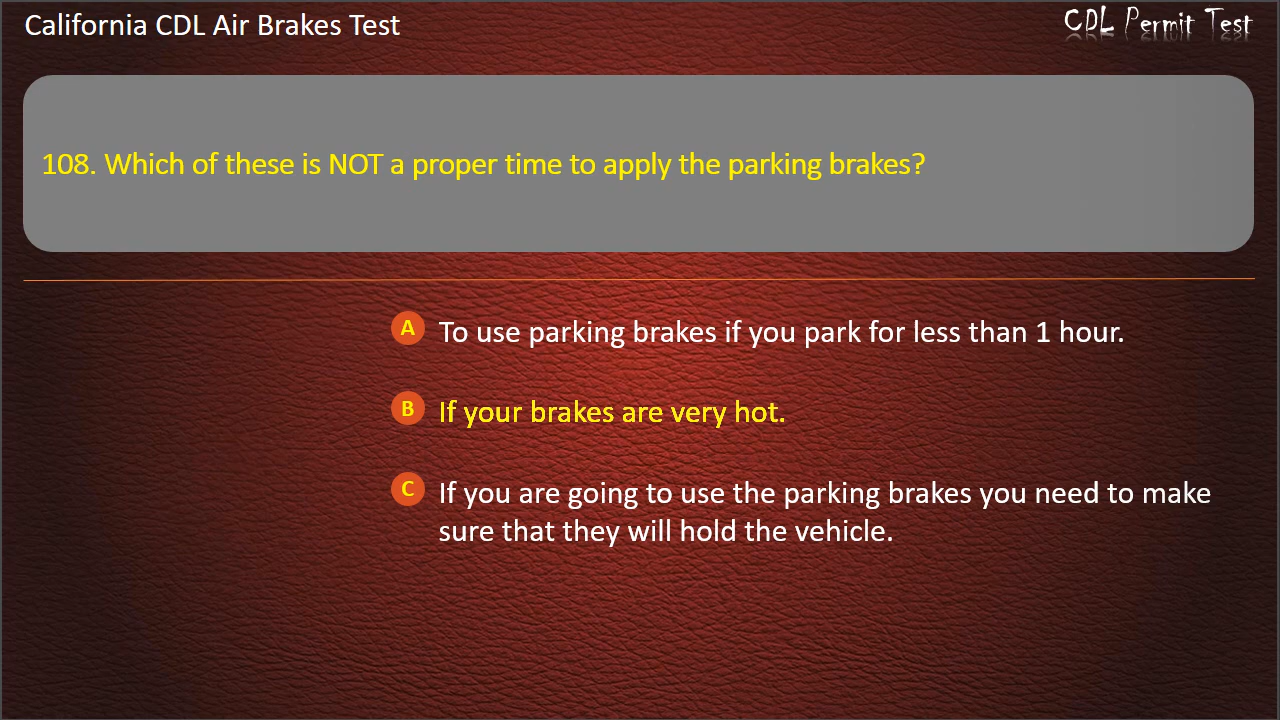 California CDL Air Brakes Test
CDL Permit Test
108. Which of these is NOT a proper time to apply the parking brakes?
A To use parking brakes if you park for less than 1 hour.
B If your brakes are very hot.
C If you are going to use the parking brakes you need to make
sure that they will hold the vehicle.